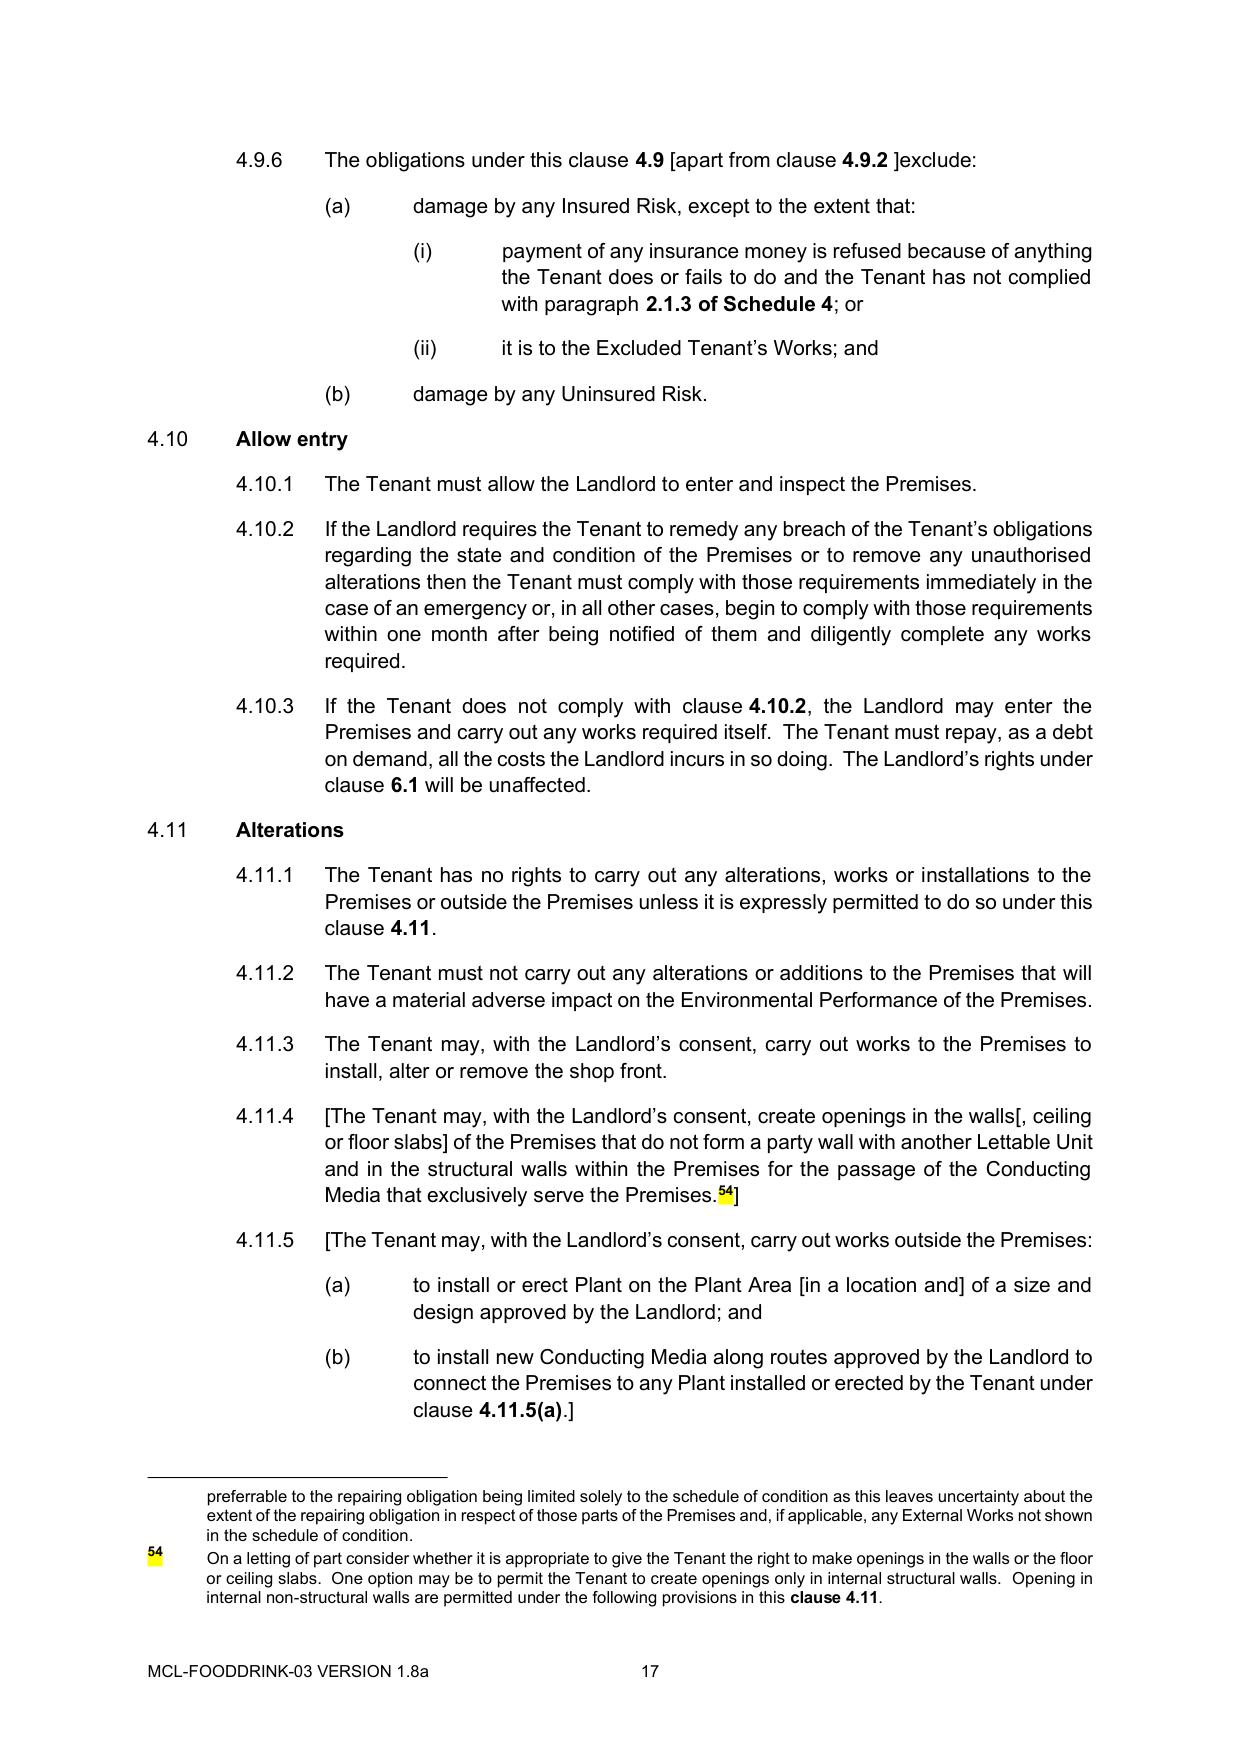 4.9.6 The obligations under this clause 4.9 [apart from clause 4.9.2 ]exclude:
(a) damage by any Insured Risk, except to the extent that:
(i) payment of any insurance money is refused because of anything
the Tenant does or fails to do and the Tenant has not complied
with paragraph 2.1.3 of Schedule 4; or
(ii) it is to the Excluded Tenant’s Works; and
(b) damage by any Uninsured Risk.
4.10 Allow entry
4.10.1 The Tenant must allow the Landlord to enter and inspect the Premises.
4.10.2 If the Landlord requires the Tenant to remedy any breach of the Tenant’s obligations
regarding the state and condition of the Premises or to remove any unauthorised
alterations then the Tenant must comply with those requirements immediately in the
case of an emergency or, in all other cases, begin to comply with those requirements
within one month after being notified of them and diligently complete any works
required.
4.10.3 If the Tenant does not comply with clause 4.10.2, the Landlord may enter the
Premises and carry out any works required itself. The Tenant must repay, as a debt
on demand, all the costs the Landlord incurs in so doing. The Landlord’s rights under
clause 6.1 will be unaffected.
4.11 Alterations
4.11.1 The Tenant has no rights to carry out any alterations, works or installations to the
Premises or outside the Premises unless it is expressly permitted to do so under this
clause 4.11.
4.11.2 The Tenant must not carry out any alterations or additions to the Premises that will
have a material adverse impact on the Environmental Performance of the Premises.
4.11.3 The Tenant may, with the Landlord’s consent, carry out works to the Premises to
install, alter or remove the shop front.
4.11.4 [The Tenant may, with the Landlord’s consent, create openings in the walls[, ceiling
or floor slabs] of the Premises that do not form a party wall with another Lettable Unit
and in the structural walls within the Premises for the passage of the Conducting
Media that exclusively serve the Premises.54]
4.11.5 [The Tenant may, with the Landlord’s consent, carry out works outside the Premises:
(a) to install or erect Plant on the Plant Area [in a location and] of a size and
design approved by the Landlord; and
(b) to install new Conducting Media along routes approved by the Landlord to
connect the Premises to any Plant installed or erected by the Tenant under
clause 4.11.5(a).]
preferrable to the repairing obligation being limited solely to the schedule of condition as this leaves uncertainty about the
extent of the repairing obligation in respect of those parts of the Premises and, if applicable, any External Works not shown
in the schedule of condition.
54 On a letting of part consider whether it is appropriate to give the Tenant the right to make openings in the walls or the floor
or ceiling slabs. One option may be to permit the Tenant to create openings only in internal structural walls. Opening in
internal non-structural walls are permitted under the following provisions in this clause 4.11.
MCL-FOODDRINK-03 VERSION 1.8a 17